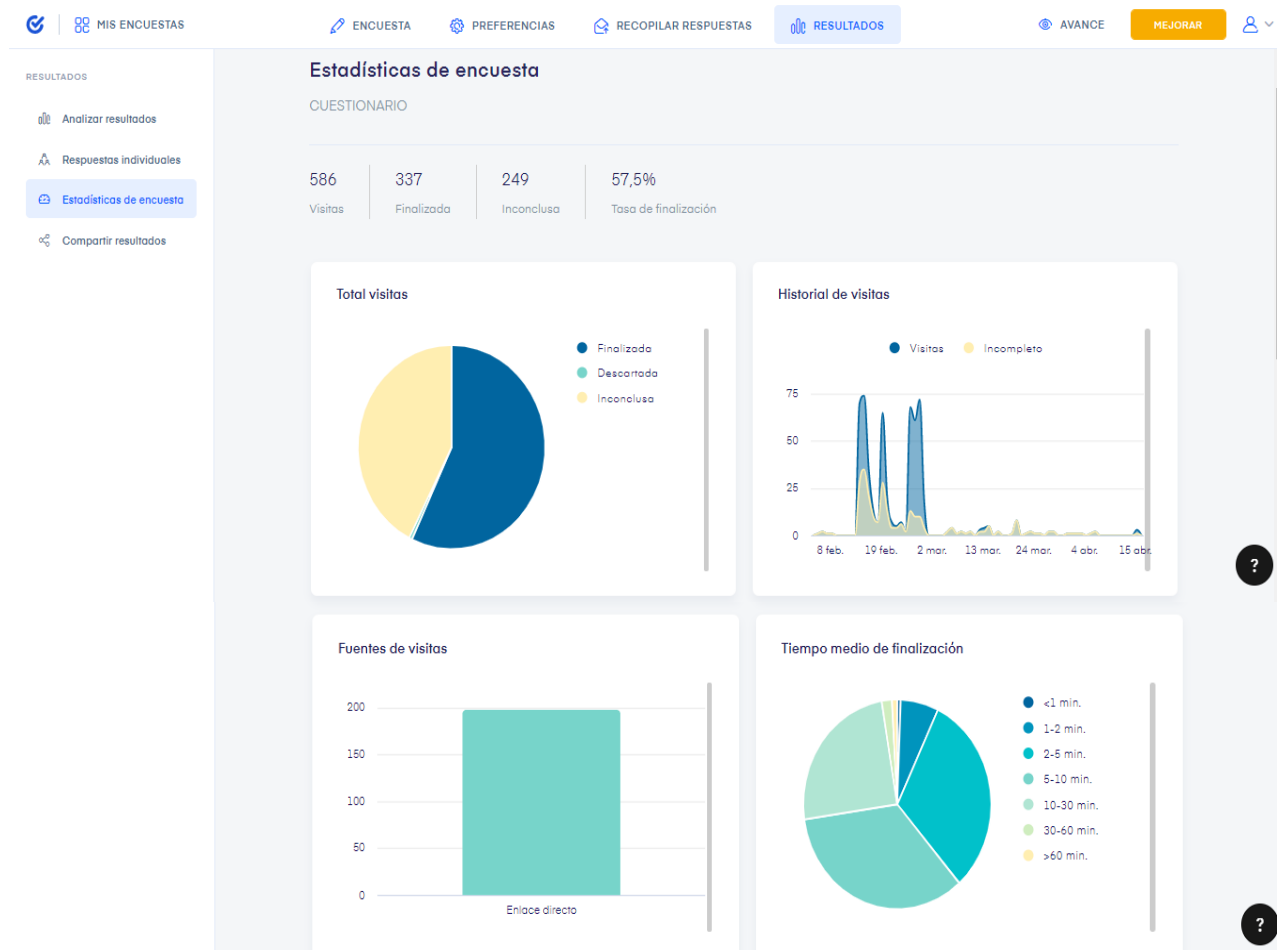 MIS ENCUESTAS
ENCUESTA
PREFERENCIAS
RECOPILAR RESPUESTAS
RESULTADOS
AVANCE
MEJORAR
RESULTADOS
Analizar resultados
Respuestas individuales
Estadísticas de encuesta
Compartir resultados
Estadísticas de encuesta
CUESTIONARIO
586 337 249 57,5%
Visitas Finalizada Inconclusa Tasa de finalización
Total visitas
Finalizada
Descartada
Inconclusa
Historial de visitas
Visitas Incompleto
75
50
25
0
8 feb. 19 feb. 2 mar. 13 mar. 24 mar. 4 abr. 15 abr.
?
Fuentes de visitas
200
150
100
50
0
Enlace directo
Tiempo medio de finalización
<1 min.
1-2 min.
2-5 min.
5-10 min.
10-30 min.
30-60 min.
>60 min.
?